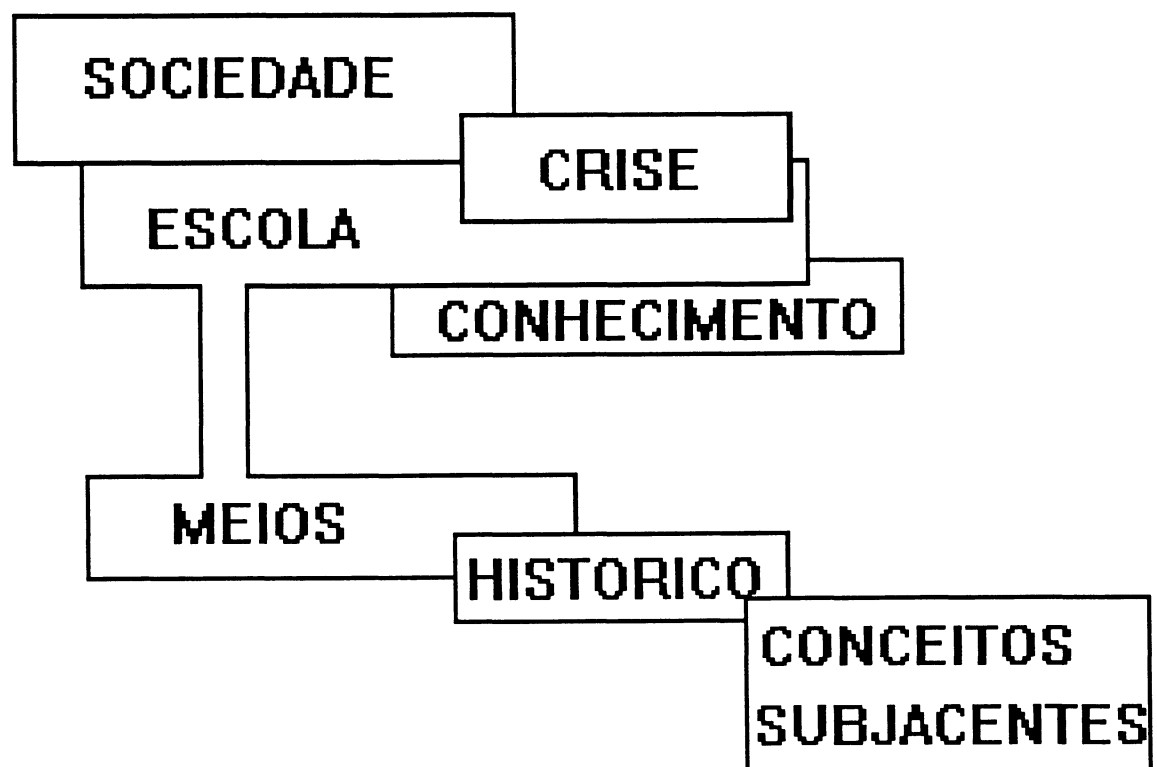 SOCIEDADE
CRISE
ESCOLA
CONHECIMENTO
MEIOS
HISTORICO
CONCEITOS
SUBJACENTES